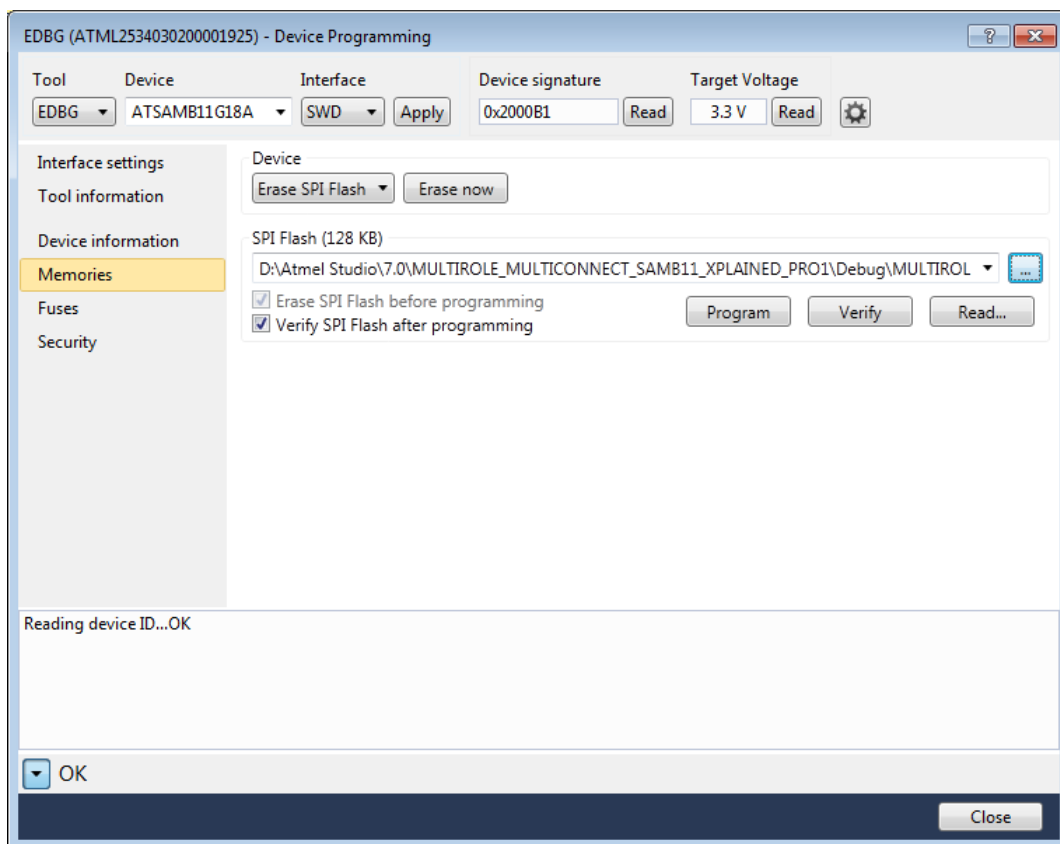 EDBG (ATML2534030200001925) - Device Programming
?
Tool Device Interface Device signature Target Voltage
EDBG ATSAMB11G18A SWD Apply 0x2000B1 Read 3.3 V Read
Interface settings
Tool information
Device information
Memories
Fuses
Security
Device
Erase SPI Flash Erase now
SPI Flash (128 KB)
D:\Atmel Studio\7.0\MULTIROLE_MULTICONNECT_SAMB11_XPLAINED_PRO1\Debug\MULTIROL ...
Erase SPI Flash before programming
Verify SPI Flash after programming
Program Verify Read...
Reading device ID...OK
OK
Close